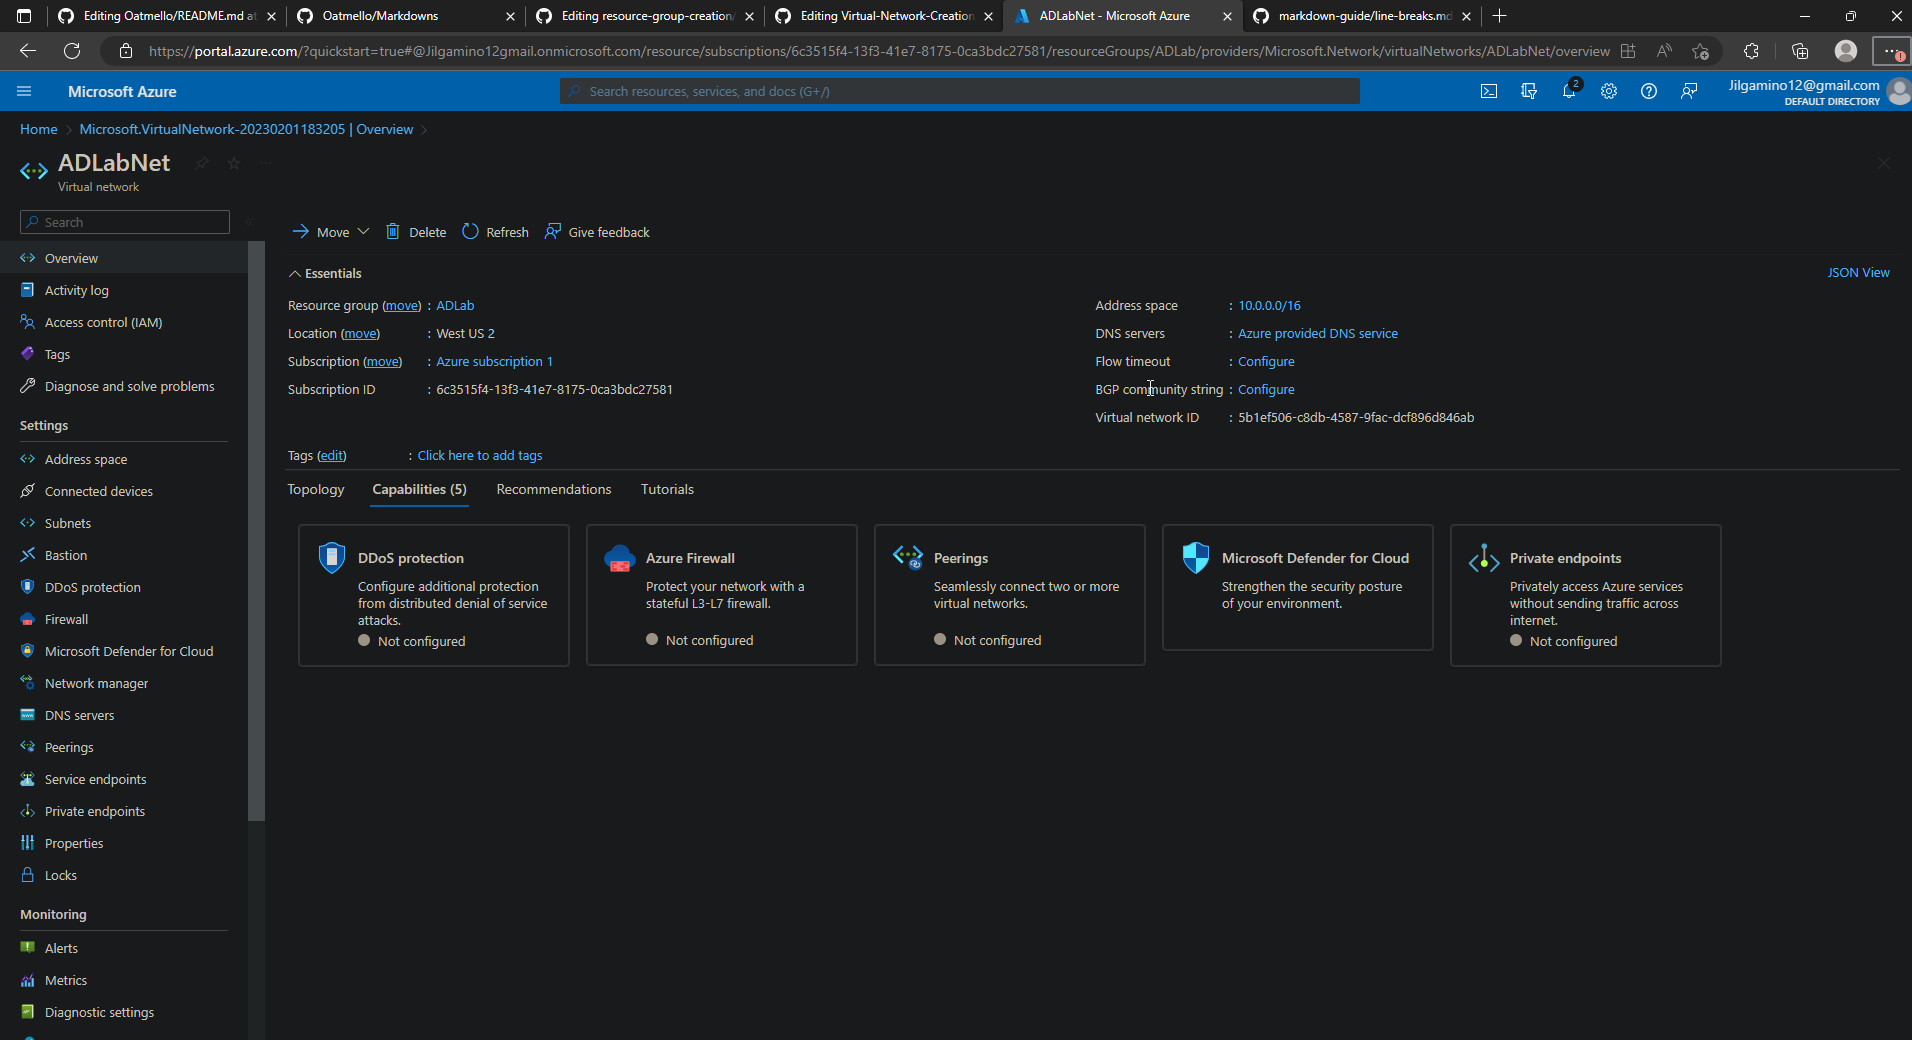 Editing Oatmello/README.md at
Oatmello/Markdowns
Editing resource-group-creation/
Editing Virtual-Network-Creation
ADLabNet - Microsoft Azure
markdown-guide/line-breaks.md
https://portal.azure.com/?quickstart=true#@Jilgamino12gmail.onmicrosoft.com/resource/subscriptions/6c3515f4-13f3-41e7-8175-0ca3bdc27581/resourceGroups/ADLab/providers/Microsoft.Network/virtualNetworks/ADLabNet/overview
Microsoft Azure
Search resources, services, and docs (G+/)
2
Jilgamino12@gmail.com
DEFAULT DIRECTORY
Home > Microsoft.VirtualNetwork-20230201183205 | Overview >
ADLabNet
Virtual network
Search
Move
Delete
Refresh
Give feedback
Overview
Activity log
Access control (IAM)
Tags
Diagnose and solve problems
Settings
Address space
Connected devices
Subnets
Bastion
DDoS protection
Firewall
Microsoft Defender for Cloud
Network manager
DNS servers
Peerings
Service endpoints
Private endpoints
Properties
Locks
Monitoring
Alerts
Metrics
Diagnostic settings
Essentials
JSON View
Resource group (move) : ADLab
Location (move) : West US 2
Subscription (move) : Azure subscription 1
Subscription ID : 6c3515f4-13f3-41e7-8175-0ca3bdc27581
Address space : 10.0.0.0/16
DNS servers : Azure provided DNS service
Flow timeout : Configure
BGP community string : Configure
Virtual network ID : 5b1ef506-c8db-4587-9fac-dcf896d846ab
Tags (edit) : Click here to add tags
Topology
Capabilities (5)
Recommendations
Tutorials
DDoS protection
Configure additional protection
from distributed denial of service
attacks.
Not configured
Azure Firewall
Protect your network with a
stateful L3-L7 firewall.
Not configured
Peerings
Seamlessly connect two or more
virtual networks.
Not configured
Microsoft Defender for Cloud
Strengthen the security posture
of your environment.
Private endpoints
Privately access Azure services
without sending traffic across
internet.
Not configured